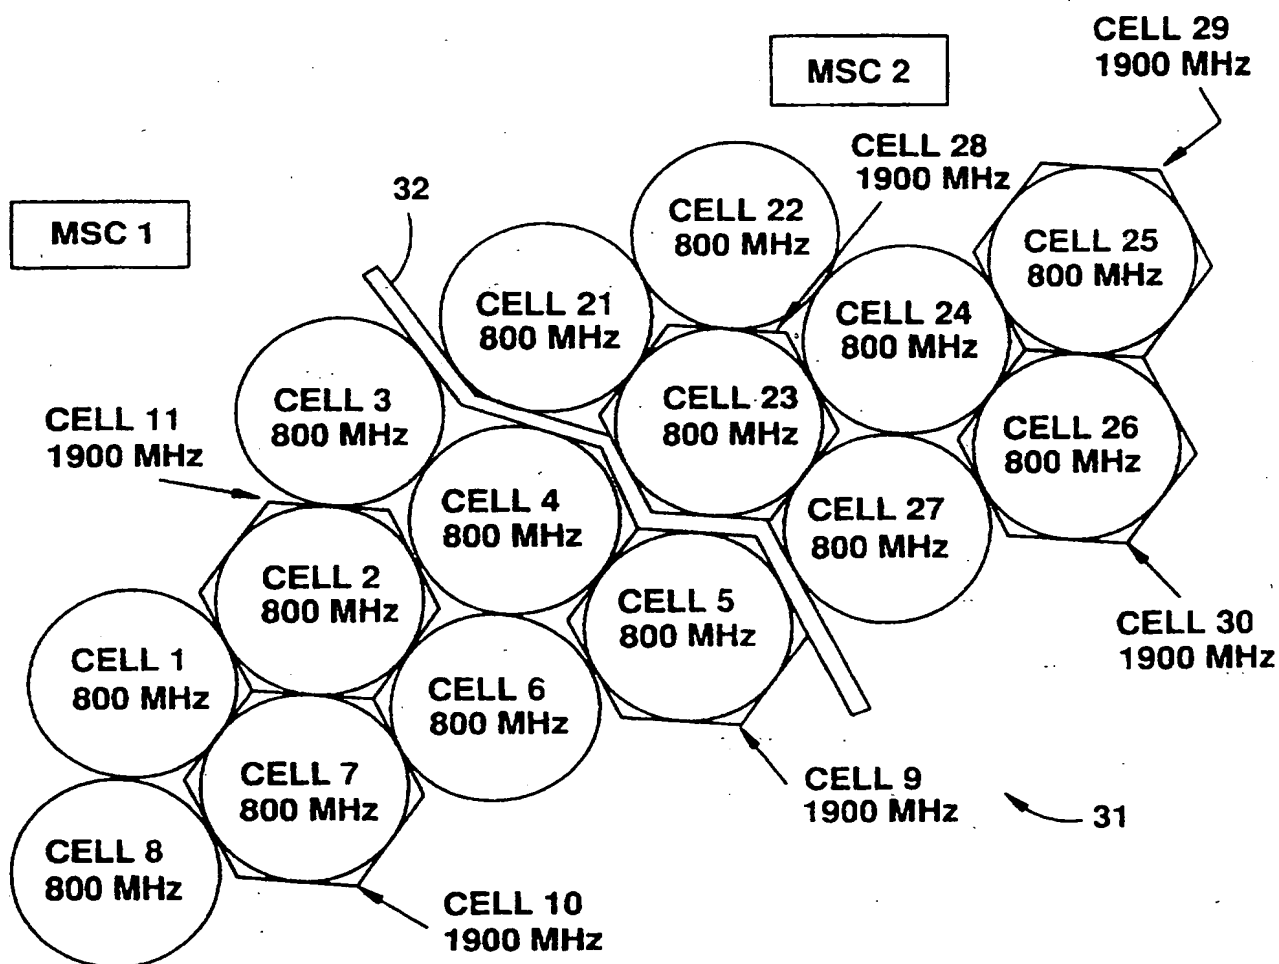 CELL 29
1900 MHz
MSC 2
CELL 28
1900 MHz
32
MSC 1
CELL 22
800 MHz
CELL 25
800 MHz
CELL 21
800 MHz
CELL 24
800 MHz
CELL 3
800 MHz
CELL 23
800 MHz
CELL 11
1900 MHz
CELL 26
800 MHz
CELL 4
800 MHz
CELL 27
800 MHz
CELL 2
800 MHz
CELL 5
800 MHz
CELL 30
1900 MHz
CELL 1
800 MHz
CELL 6
800 MHz
CELL 7
800 MHz
CELL 9
1900 MHz
31
CELL 8
800 MHz
CELL 10
1900 MHz